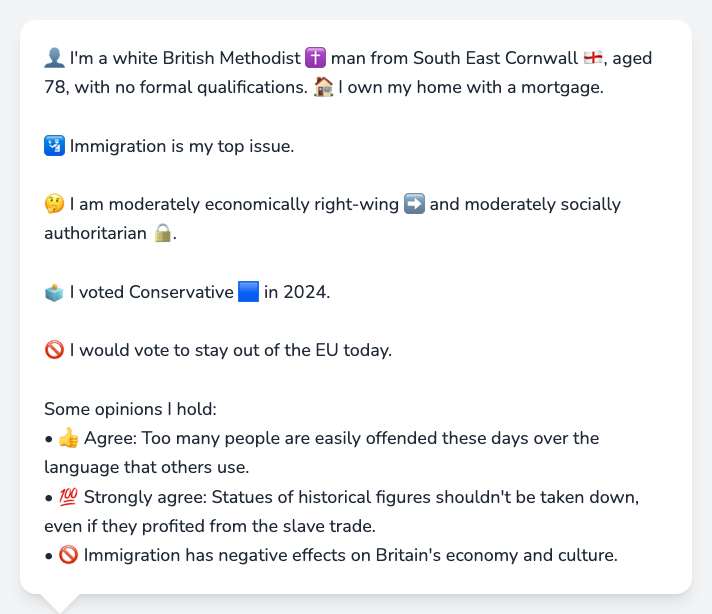 👤 I'm a white British Methodist ✝️ man from South East Cornwall 🏴󠁧󠁢󠁥󠁮󠁧󠁿, aged
78, with no formal qualifications. 🏠 I own my home with a mortgage.
🛂 Immigration is my top issue.
🤔 I am moderately economically right-wing ➡️ and moderately socially
authoritarian 🔒.
🗳️ I voted Conservative 🟦 in 2024.
🚫 I would vote to stay out of the EU today.
Some opinions I hold:
• 👍 Agree: Too many people are easily offended these days over the
language that others use.
• 💯 Strongly agree: Statues of historical figures shouldn't be taken down,
even if they profited from the slave trade.
• 🚫 Immigration has negative effects on Britain's economy and culture.